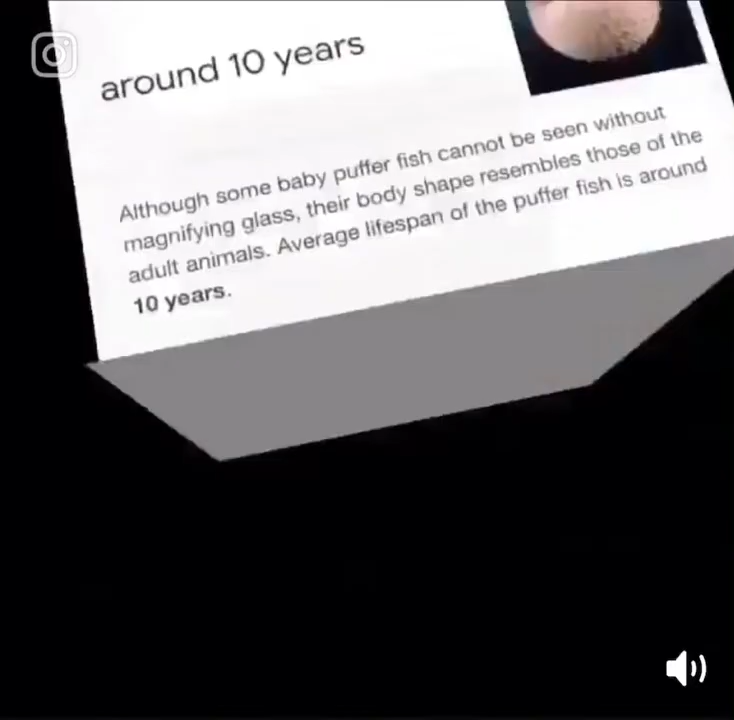 around 10 years
Although some baby puffer fish cannot be seen without
magnifying glass, their body shape resembles those of the
adult animals. Average lifespan of the puffer fish is around
10 years.